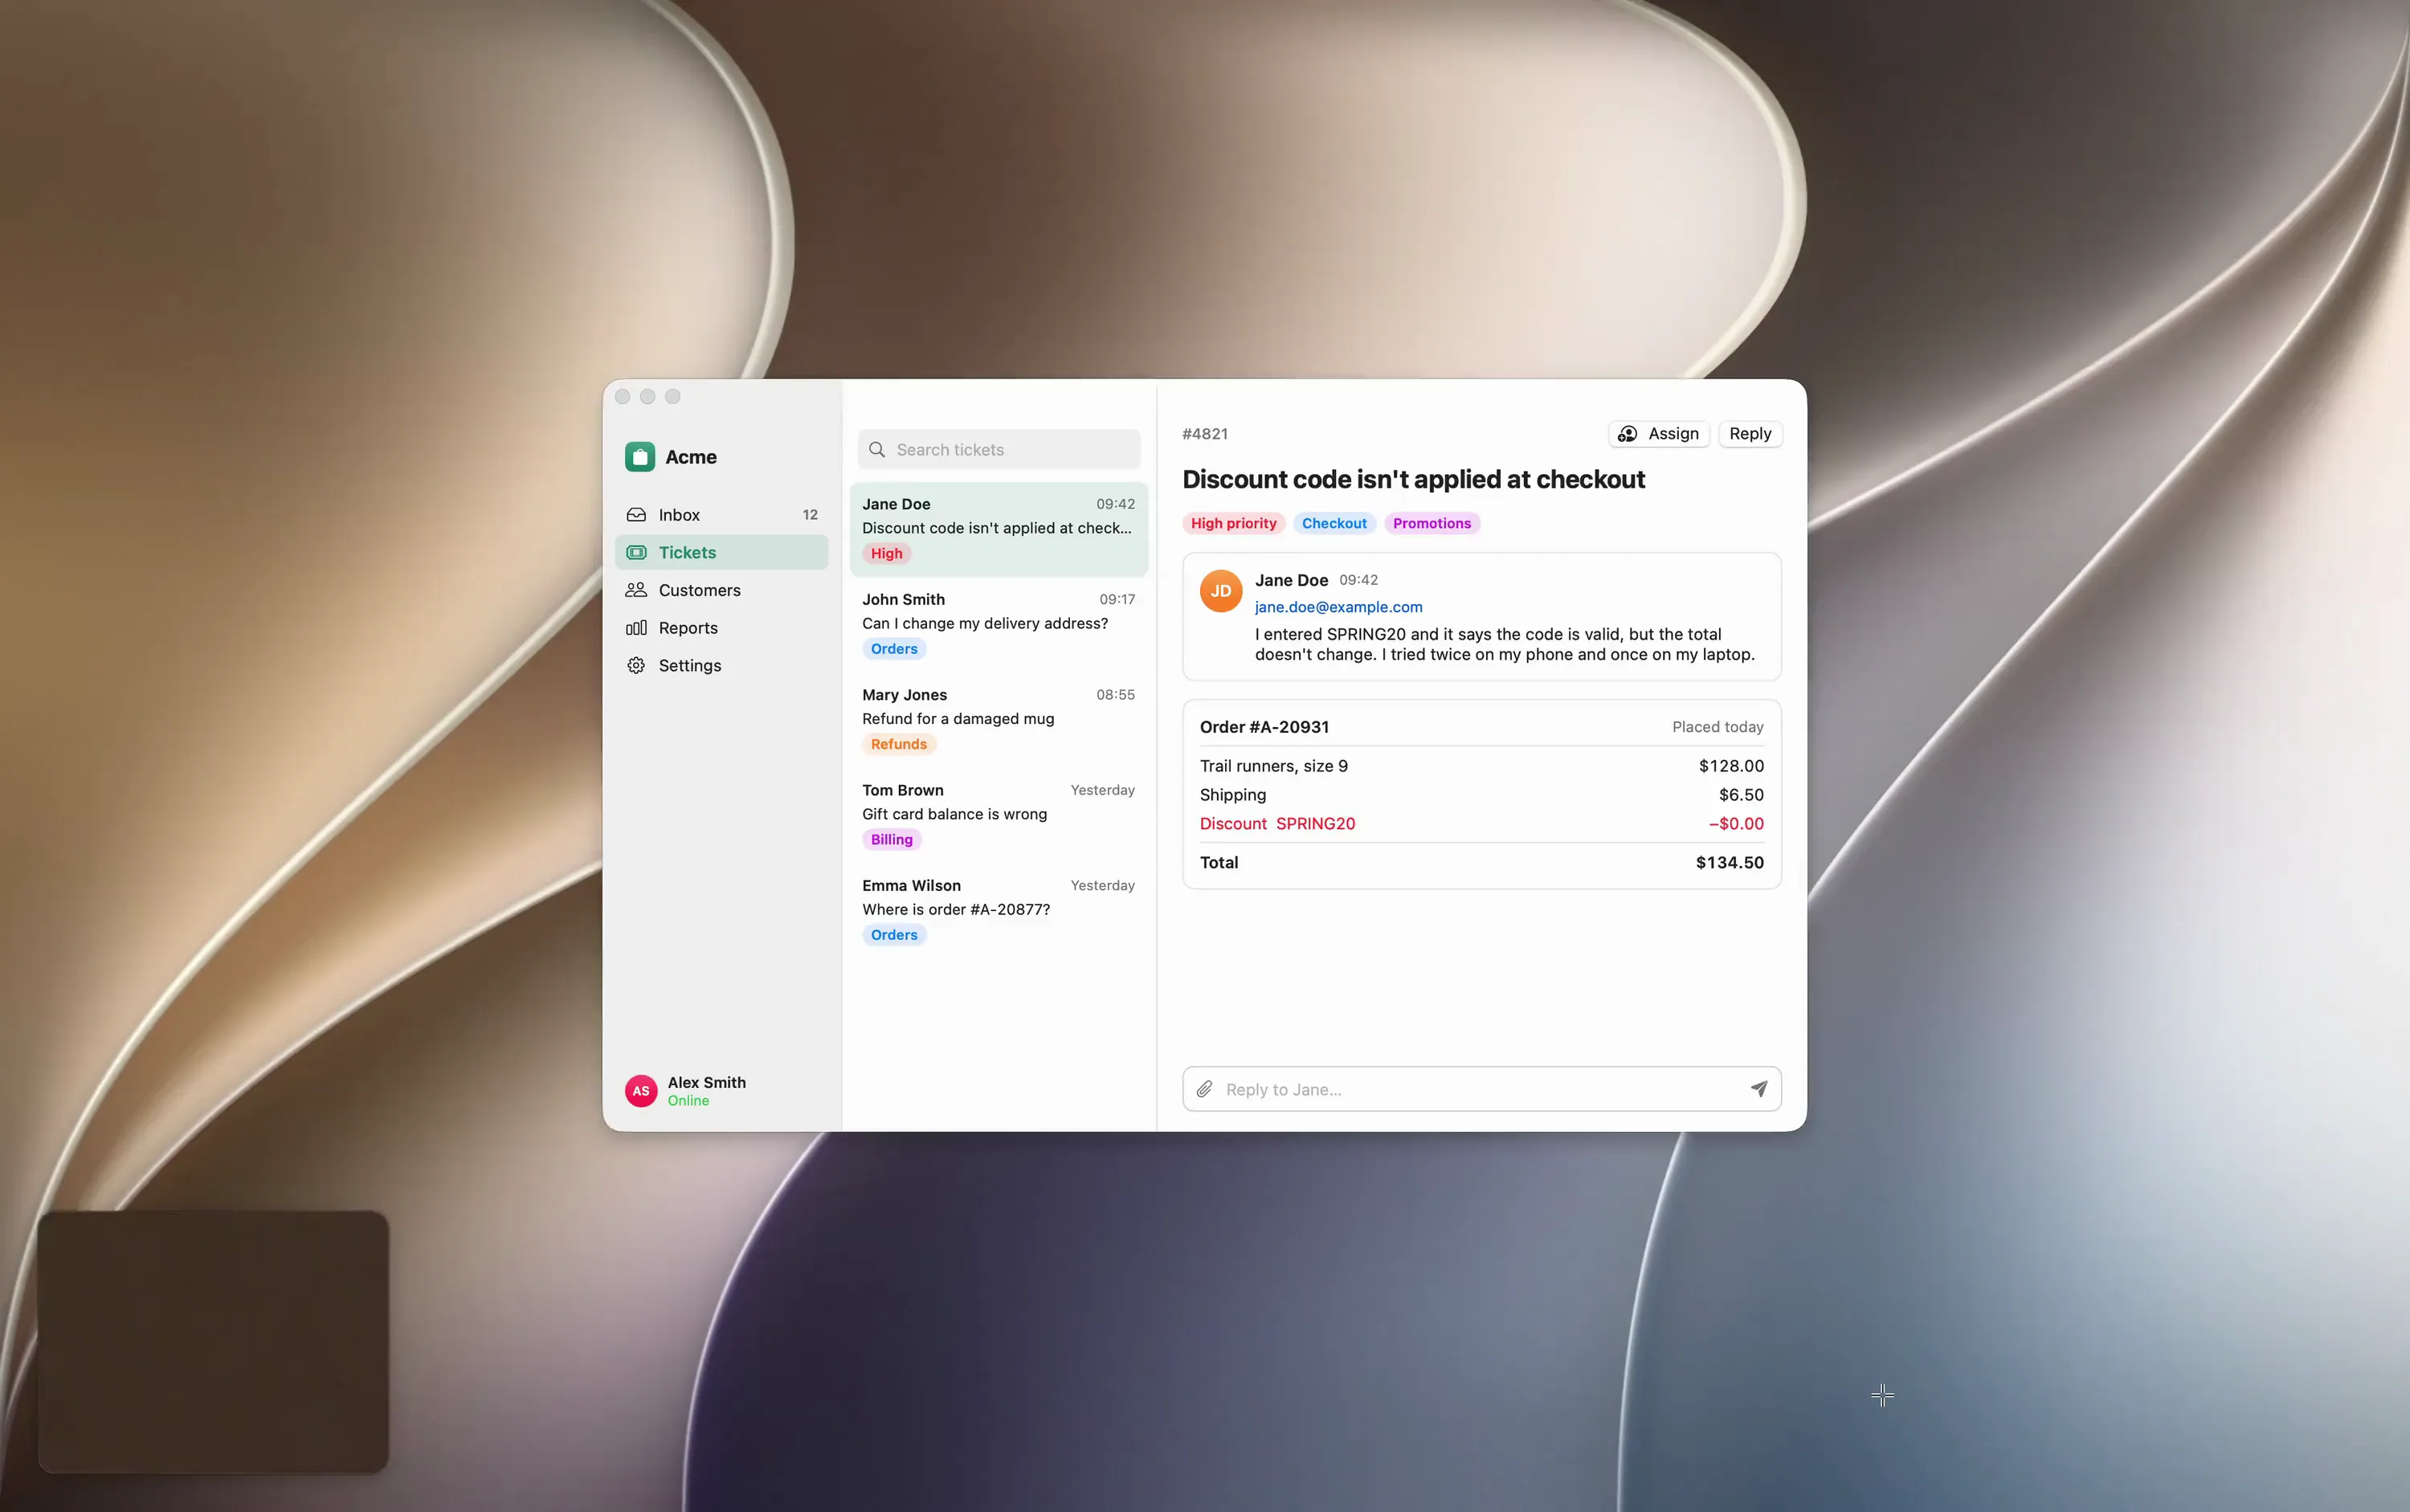 Acme
Inbox 12
Tickets
Customers
Reports
Settings
AS
Alex Smith
Online
Search tickets
Jane Doe 09:42
Discount code isn't applied at check...
High
John Smith 09:17
Can I change my delivery address?
Orders
Mary Jones 08:55
Refund for a damaged mug
Refunds
Tom Brown Yesterday
Gift card balance is wrong
Billing
Emma Wilson Yesterday
Where is order #A-20877?
Orders
#4821
Assign
Reply
Discount code isn't applied at checkout
High priority Checkout Promotions
JD
Jane Doe 09:42
jane.doe@example.com
I entered SPRING20 and it says the code is valid, but the total
doesn't change. I tried twice on my phone and once on my laptop.
Order #A-20931 Placed today
Trail runners, size 9 $128.00
Shipping $6.50
Discount SPRING20 –$0.00
Total $134.50
Reply to Jane...